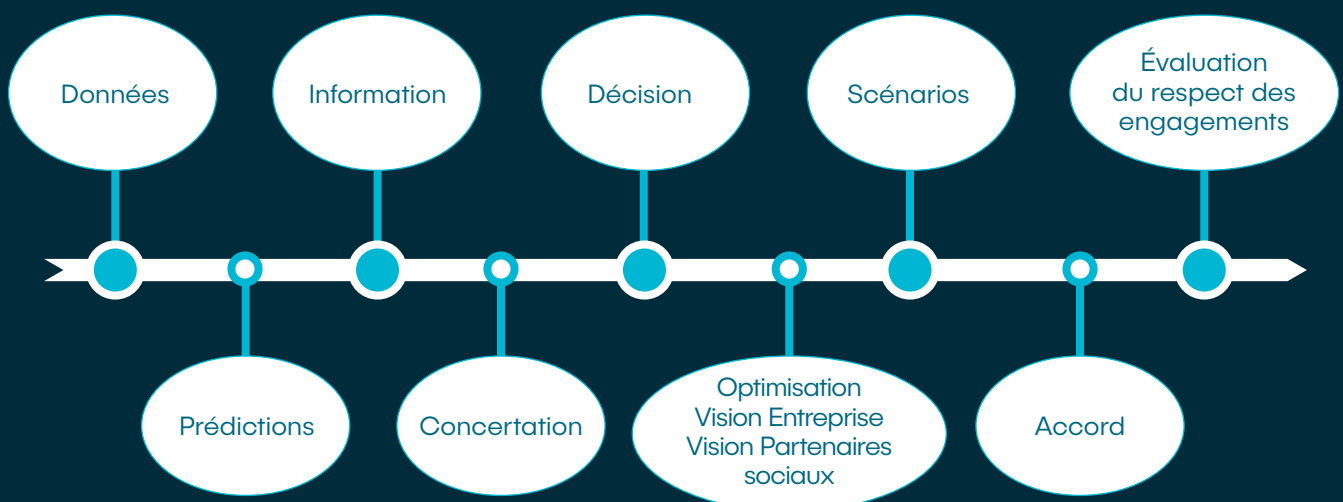 Données
Information
Décision
Scénarios
Évaluation
du respect des
engagements
Prédictions
Concertation
Optimisation
Vision Entreprise
Vision Partenaires
sociaux
Accord